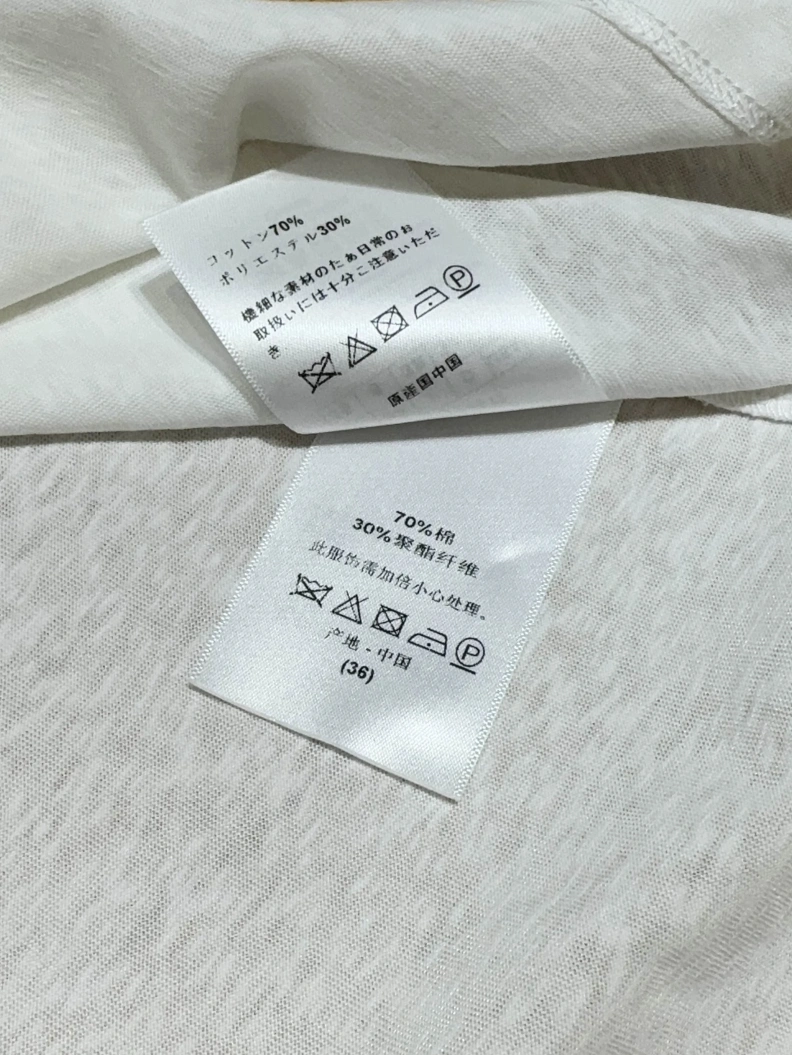 コットン70%
ポリエステル30%
機細な素材のたぁ日常のお
取扱いには十分こ注意いただ
き
P
原産国中国
70%棉
30%聚酯纤维
此服饰需加倍小心处理。
P
产地-中国
(36)